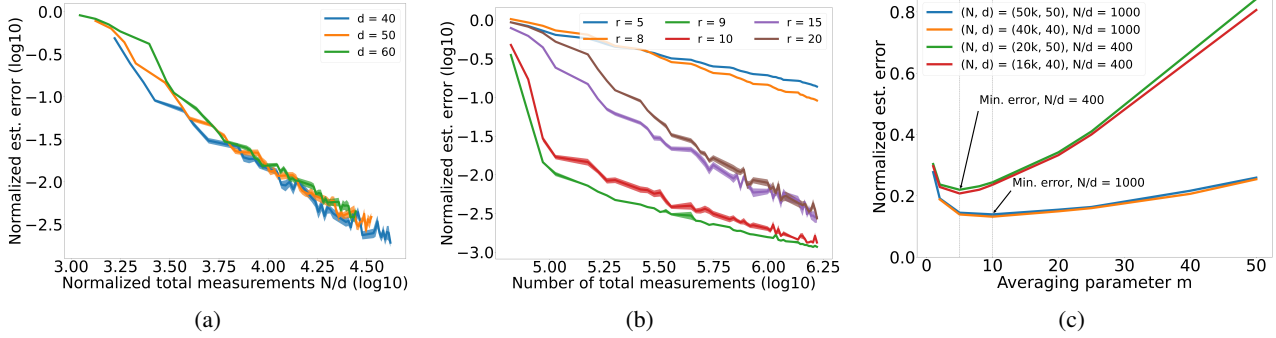 Normalized est. error (log10)
0.0
−0.5
−1.0
−1.5
−2.0
−2.5
d = 40
d = 50
d = 60
3.00 3.25 3.50 3.75 4.00 4.25 4.50
Normalized total measurements N/d (log10)
(a)
Normalized est. error (log10)
0.0
−0.5
−1.0
−1.5
−2.0
−2.5
−3.0
r = 5 r = 9 r = 15
r = 8 r = 10 r = 20
5.00 5.25 5.50 5.75 6.00 6.25
Number of total measurements (log10)
(b)
Normalized est. error
0.8
0.6
0.4
0.2
0.0
(N, d) = (50k, 50), N/d = 1000
(N, d) = (40k, 40), N/d = 1000
(N, d) = (20k, 50), N/d = 400
(N, d) = (16k, 40), N/d = 400
Min. error, N/d = 400
Min. error, N/d = 1000
0 10 20 30 40 50
Averaging parameter m
(c)